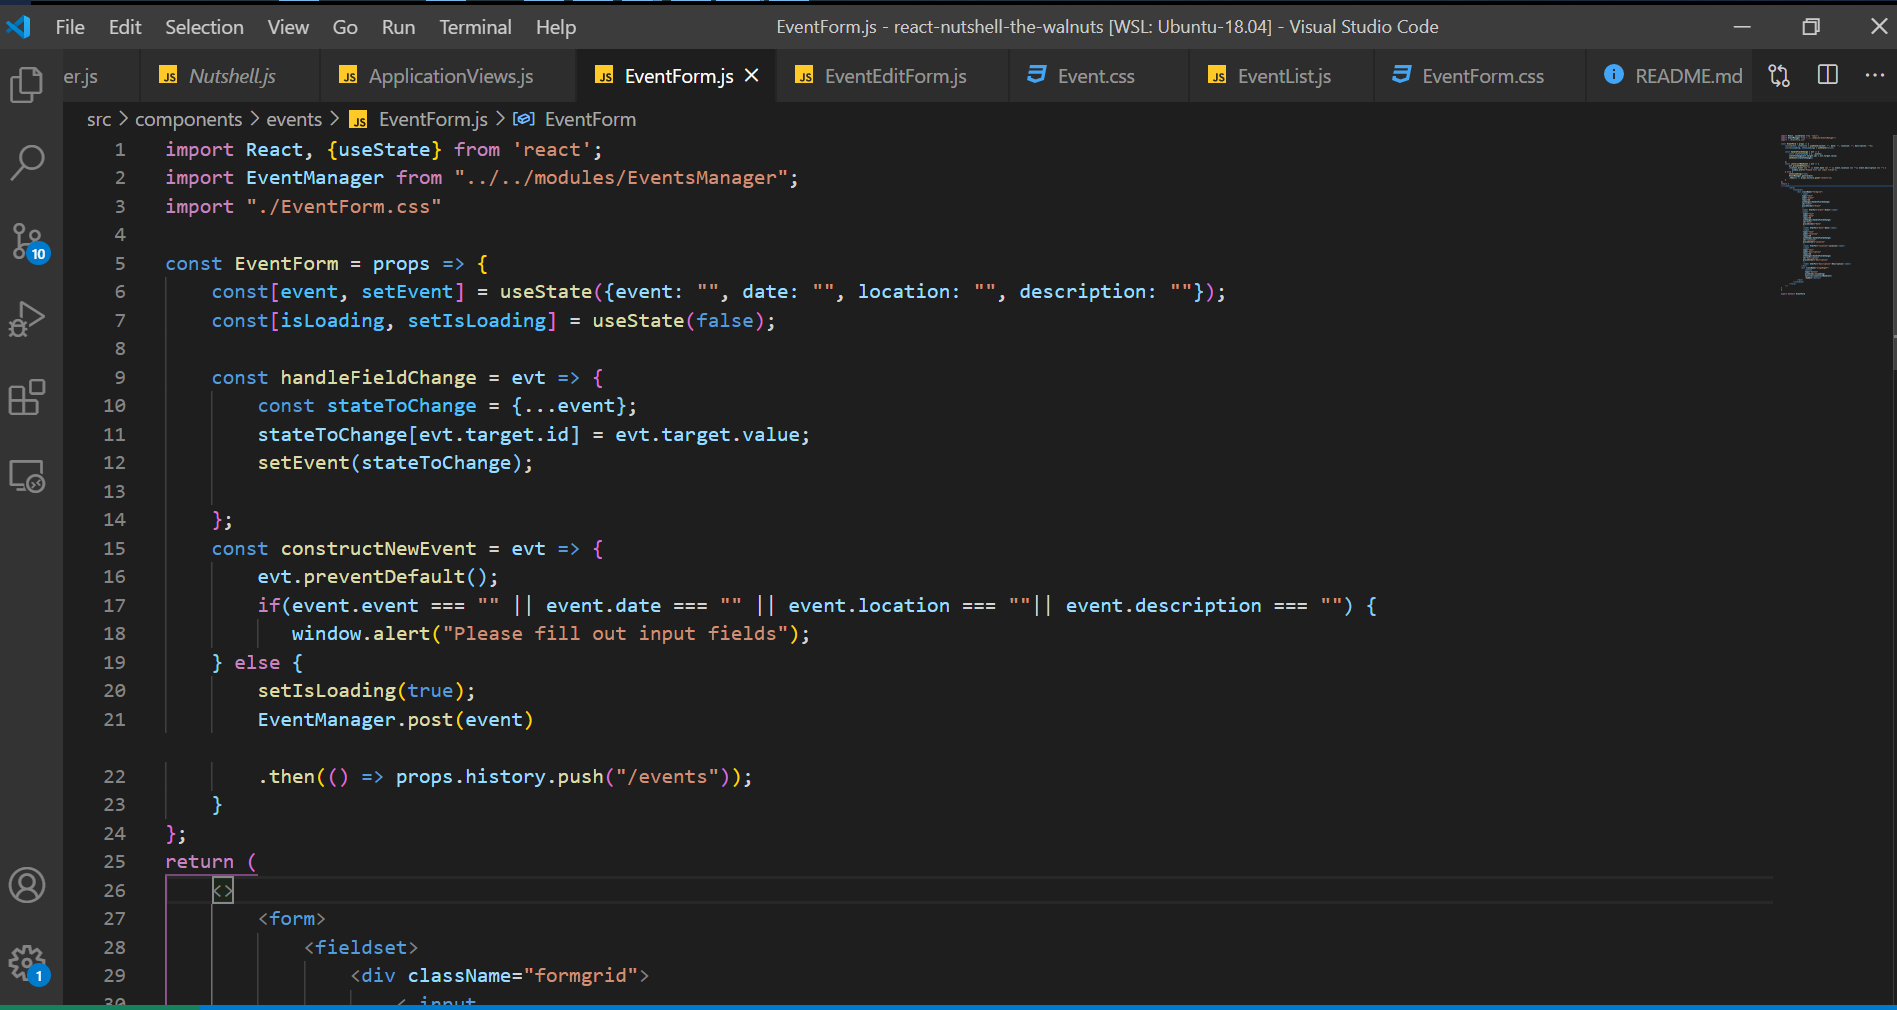 File Edit Selection View Go Run Terminal Help EventForm.js - react-nutshell-the-walnuts [WSL: Ubuntu-18.04] - Visual Studio Code
er.js JS Nutshell.js JS ApplicationViews.js JS EventForm.js JS EventEditForm.js Event.css JS EventList.js EventForm.css README.md
src > components > events > JS EventForm.js > EventForm
1 import React, {useState} from 'react';
2 import EventManager from "../../modules/EventsManager";
3 import "./EventForm.css"
4
5 const EventForm = props => {
6 const[event, setEvent] = useState({event: "", date: "", location: "", description: ""});
7 const[isLoading, setIsLoading] = useState(false);
8
9 const handleFieldChange = evt => {
10 const stateToChange = {...event};
11 stateToChange[evt.target.id] = evt.target.value;
12 setEvent(stateToChange);
13
14 };
15 const constructNewEvent = evt => {
16 evt.preventDefault();
17 if(event.event === "" || event.date === "" || event.location === ""|| event.description === "") {
18 window.alert("Please fill out input fields");
19 } else {
20 setIsLoading(true);
21 EventManager.post(event)
22 .then(() => props.history.push("/events"));
23 }
24 };
25 return (
26 <>
27 <form>
28 <fieldset>
29 <div className="formgrid">
30 < input
10
1